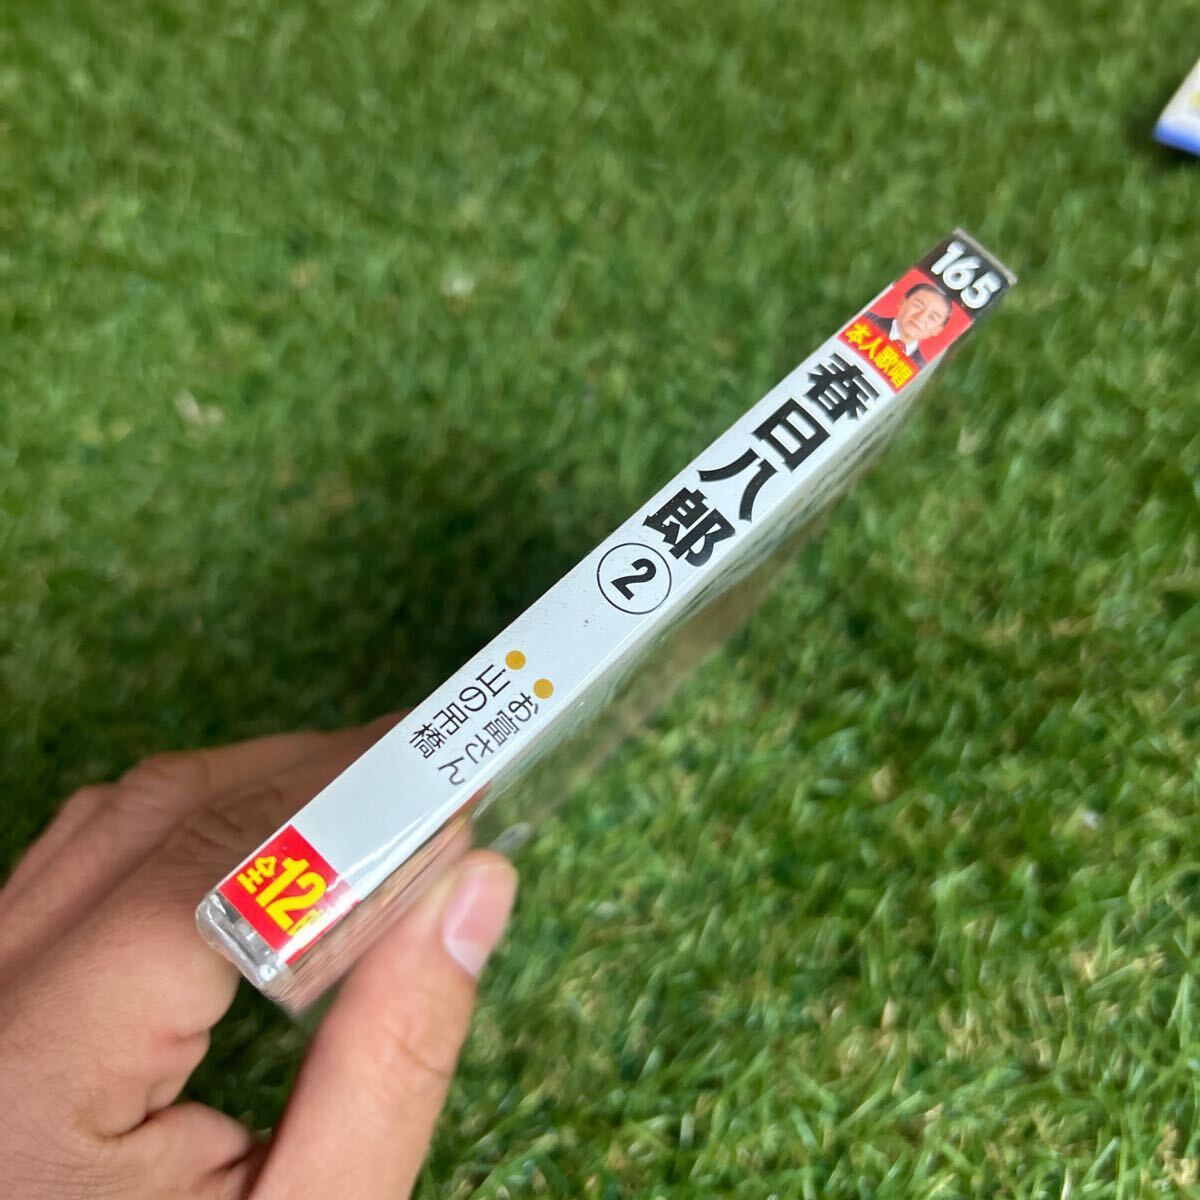 165
本人歌唱
春日八郎②
●お富さん
●山の吊橋
全12曲